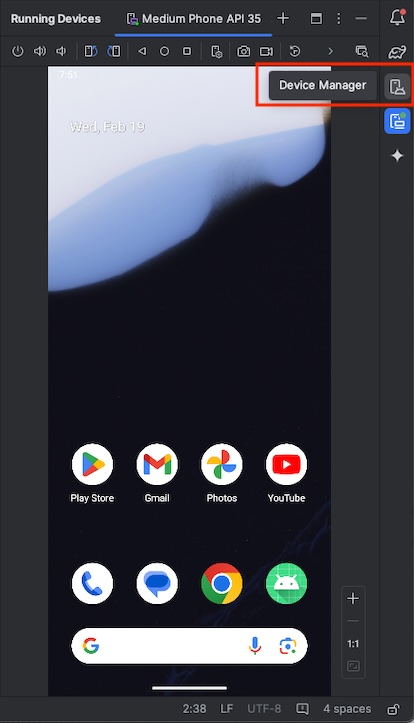 Running Devices Medium Phone API 35
7:51
Device Manager
Wed, Feb 19
Play Store Gmail Photos YouTube
1:1
2:38 LF UTF-8 4 spaces